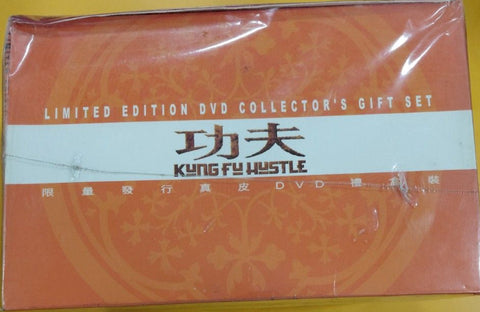 LIMITED EDITION DVD COLLECTOR'S GIFT SET
功夫
KUNG FU HUSTLE
限量發行真皮DVD禮盒裝